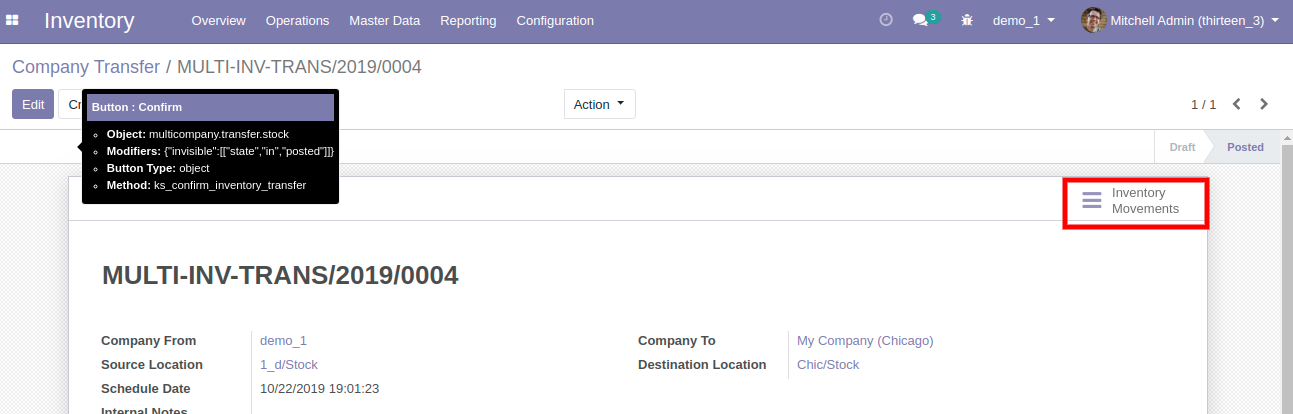 Inventory Overview Operations Master Data Reporting Configuration 3 demo_1 Mitchell Admin (thirteen_3)
Company Transfer / MULTI-INV-TRANS/2019/0004
Edit Cr Action 1 / 1
Button : Confirm
Object: multicompany.transfer.stock
Modifiers: {"invisible":[["state","in","posted"]]}
Button Type: object
Method: ks_confirm_inventory_transfer
Draft Posted
Inventory
Movements
MULTI-INV-TRANS/2019/0004
Company From demo_1 Company To My Company (Chicago)
Source Location 1_d/Stock Destination Location Chic/Stock
Schedule Date 10/22/2019 19:01:23
Internal Notes